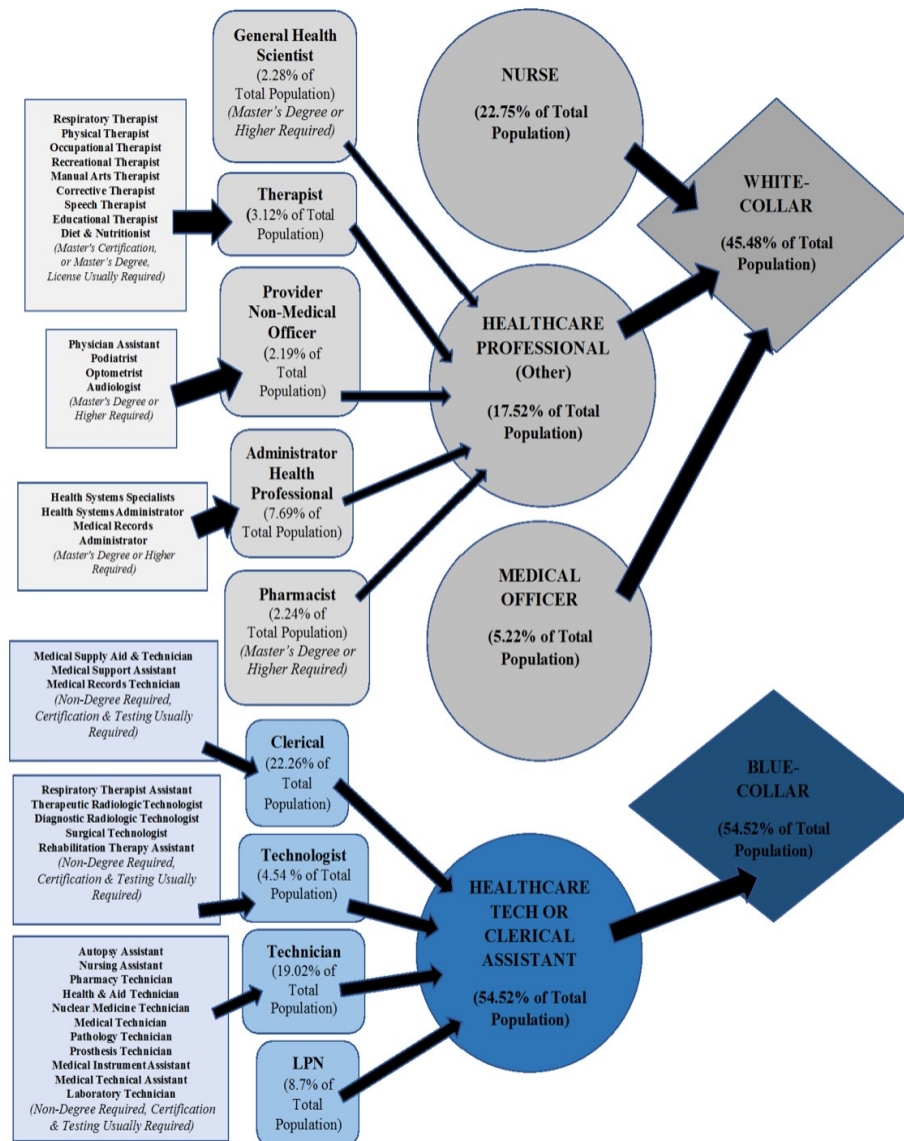 General Health
Scientist
(2.28% of
Total Population)
(Master's Degree or
Higher Required)
NURSE
(22.75% of Total
Population)
Respiratory Therapist
Physical Therapist
Occupational Therapist
Recreational Therapist
Manual Arts Therapist
Corrective Therapist
Speech Therapist
Educational Therapist
Diet & Nutritionist
(Master's Certification,
or Master's Degree,
License Usually Required)
Therapist
(3.12% of Total
Population)
WHITE-
COLLAR
(45.48% of Total
Population)
Physician Assistant
Podiatrist
Optometrist
Audiologist
(Master's Degree or
Higher Required)
Provider
Non-Medical
Officer
(2.19% of
Total
Population)
HEALTHCARE
PROFESSIONAL
(Other)
(17.52% of Total
Population)
Health Systems Specialists
Health Systems Administrator
Medical Records
Administrator
(Master's Degree or Higher
Required)
Administrator
Health
Professional
(7.69% of
Total Population)
Pharmacist
(2.24% of
Total Population)
(Master's Degree or
Higher Required)
MEDICAL
OFFICER
(5.22% of Total
Population)
Medical Supply Aid & Technician
Medical Support Assistant
Medical Records Technician
(Non-Degree Required,
Certification & Testing Usually
Required)
Clerical
(22.26% of
Total
Population)
BLUE-
COLLAR
(54.52% of Total
Population)
Respiratory Therapist Assistant
Therapeutic Radiologic Technologist
Diagnostic Radiologic Technologist
Surgical Technologist
Rehabilitation Therapy Assistant
(Non-Degree Required,
Certification & Testing Usually
Required)
Technologist
(4.54 % of Total
Population)
HEALTHCARE
TECH OR
CLERICAL
ASSISTANT
(54.52% of Total
Population)
Autopsy Assistant
Nursing Assistant
Pharmacy Technician
Health & Aid Technician
Nuclear Medicine Technician
Medical Technician
Pathology Technician
Prosthesis Technician
Medical Instrument Assistant
Medical Technical Assistant
Laboratory Technician
(Non-Degree Required, Certification
& Testing Usually Required)
Technician
(19.02% of
Total
Population)
LPN
(8.7% of
Total
Population)